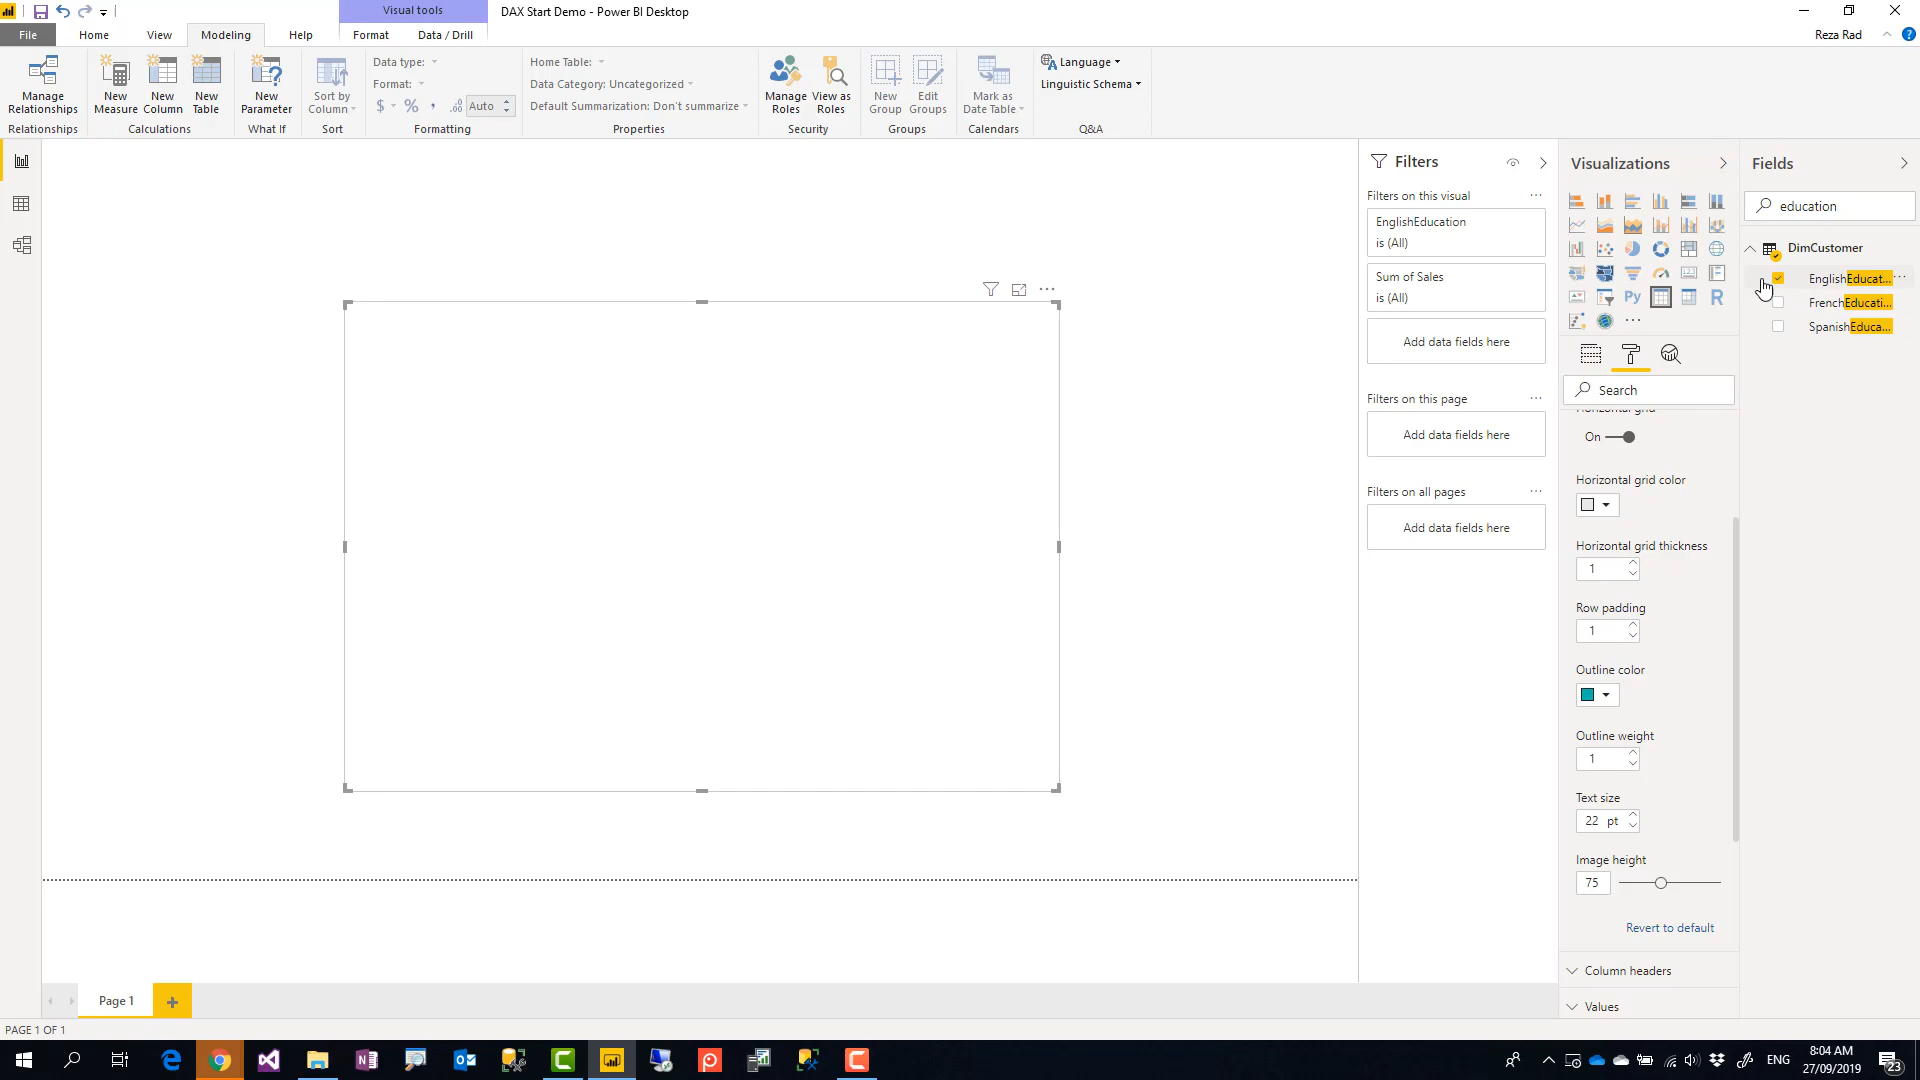 Visual tools
DAX Start Demo - Power BI Desktop
File
Home
View
Modeling
Help
Format
Data / Drill
Reza Rad
Manage Relationships
New Measure
New Column
New Table
New Parameter
Sort by Column
Data type:
Format:
$ % , .00 Auto
Home Table:
Data Category: Uncategorized
Default Summarization: Don't summarize
Manage Roles
View as Roles
New Group
Edit Groups
Mark as Date Table
Language
Linguistic Schema
Relationships
Calculations
What If
Sort
Formatting
Properties
Security
Groups
Calendars
Q&A
Filters
Filters on this visual
EnglishEducation
is (All)
Sum of Sales
is (All)
Add data fields here
Filters on this page
Add data fields here
Filters on all pages
Add data fields here
Visualizations
Py
R
Search
Horizontal grid
On
Horizontal grid color
Horizontal grid thickness
1
Row padding
1
Outline color
Outline weight
1
Text size
22 pt
Image height
75
Revert to default
Column headers
Values
Fields
education
DimCustomer
EnglishEducat...
FrenchEducati...
SpanishEduca...
Page 1
PAGE 1 OF 1
ENG
8:04 AM
27/09/2019
23